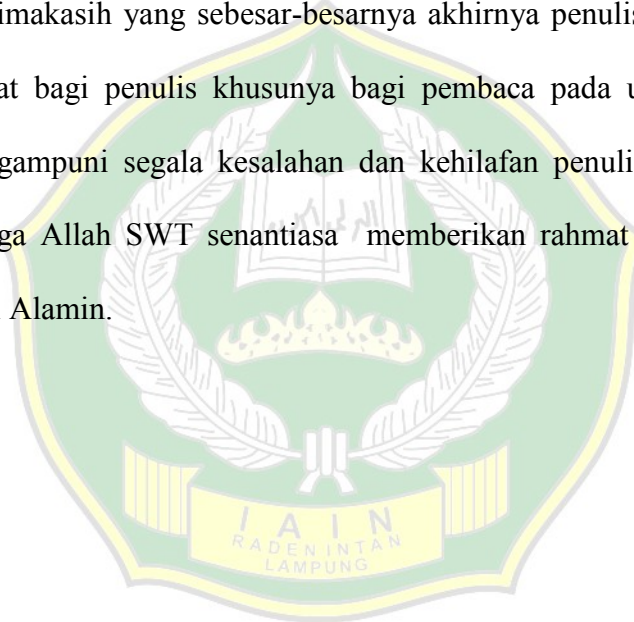 imakasih yang sebesar-besarnya akhirnya penulis
at bagi penulis khusunya bagi pembaca pada u
gampuni segala kesalahan dan kehilafan penuli
ga Allah SWT senantiasa memberikan rahmat
Alamin.
I A I N
RADEN INTAN
LAMPUNG